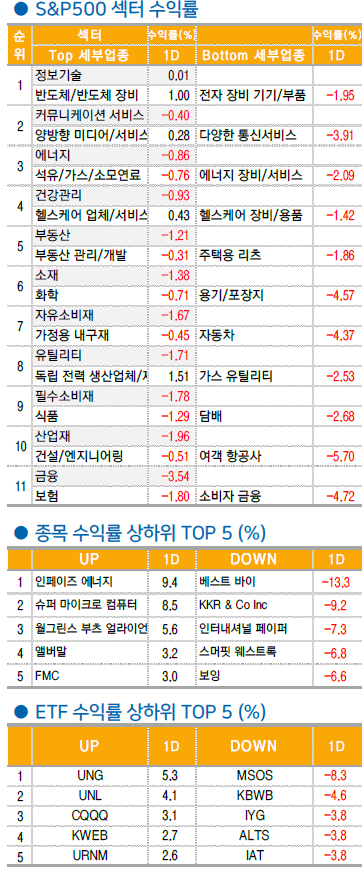 ● S&P500 섹터 수익률
순위 섹터 수익률(%) 수익률(%)
Top 세부업종 1D Bottom 세부업종 1D
1 정보기술 0.01
반도체/반도체 장비 1.00 전자 장비 기기/부품 -1.95
2 커뮤니케이션 서비스 -0.40
양방향 미디어/서비스 0.28 다양한 통신서비스 -3.91
3 에너지 -0.86
석유/가스/소모연료 -0.76 에너지 장비/서비스 -2.09
4 건강관리 -0.93
헬스케어 업체/서비스 0.43 헬스케어 장비/용품 -1.42
5 부동산 -1.21
부동산 관리/개발 -0.31 주택용 리츠 -1.86
6 소재 -1.38
화학 -0.71 용기/포장지 -4.57
7 자유소비재 -1.67
가정용 내구재 -0.45 자동차 -4.37
8 유틸리티 -1.71
독립 전력 생산업체/ 1.51 가스 유틸리티 -2.53
9 필수소비재 -1.78
식품 -1.29 담배 -2.68
10 산업재 -1.96
건설/엔지니어링 -0.51 여객 항공사 -5.70
11 금융 -3.54
보험 -1.80 소비자 금융 -4.72
● 종목 수익률 상하위 TOP 5 (%)
UP 1D DOWN 1D
1 인페이즈 에너지 9.4 베스트 바이 -13.3
2 슈퍼 마이크로 컴퓨터 8.5 KKR & Co Inc -9.2
3 월그린스 부츠 얼라이언 5.6 인터내셔널 페이퍼 -7.3
4 앨버말 3.2 스머핏 웨스트록 -6.8
5 FMC 3.0 보잉 -6.6
● ETF 수익률 상하위 TOP 5 (%)
UP 1D DOWN 1D
1 UNG 5.3 MSOS -8.3
2 UNL 4.1 KBWB -4.6
3 CQQQ 3.1 IYG -3.8
4 KWEB 2.7 ALTS -3.8
5 URNM 2.6 IAT -3.8